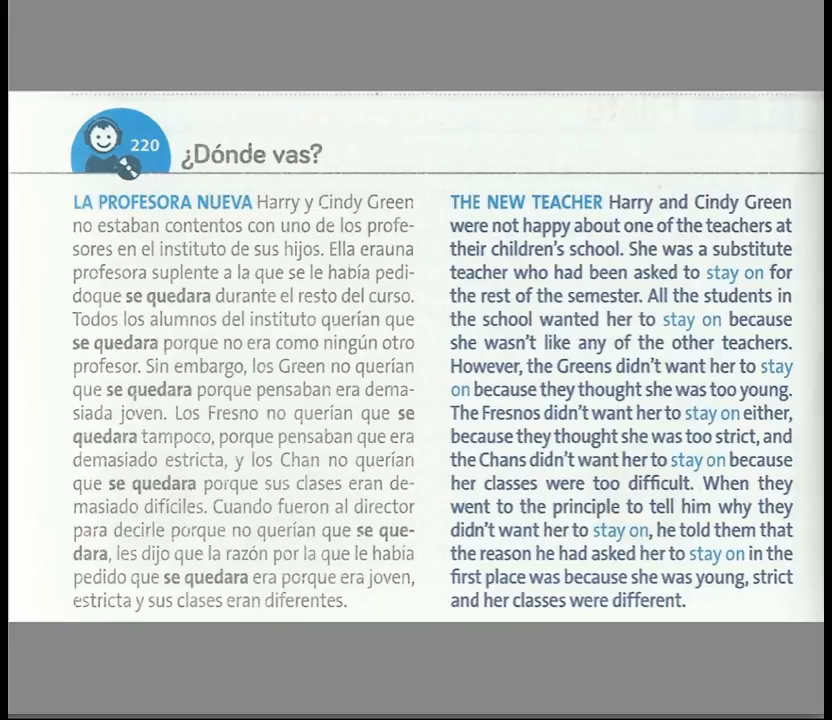 220
¿Dónde vas?
LA PROFESORA NUEVA Harry y Cindy Green
no estaban contentos con uno de los profe-
sores en el instituto de sus hijos. Ella erauna
profesora suplente a la que se le había pedi-
doque se quedara durante el resto del curso.
Todos los alumnos del instituto querían que
se quedara porque no era como ningún otro
profesor. Sin embargo, los Green no querían
que se quedara porque pensaban era dema-
siada joven. Los Fresno no querían que se
quedara tampoco, porque pensaban que era
demasiado estricta, y los Chan no querían
que se quedara porque sus clases eran de-
masiado difíciles. Cuando fueron al director
para decirle porque no querían que se que-
dara, les dijo que la razón por la que le había
pedido que se quedara era porque era joven,
estricta y sus clases eran diferentes.
THE NEW TEACHER Harry and Cindy Green
were not happy about one of the teachers at
their children's school. She was a substitute
teacher who had been asked to stay on for
the rest of the semester. All the students in
the school wanted her to stay on because
she wasn't like any of the other teachers.
However, the Greens didn't want her to stay
on because they thought she was too young.
The Fresnos didn't want her to stay on either,
because they thought she was too strict, and
the Chans didn't want her to stay on because
her classes were too difficult. When they
went to the principle to tell him why they
didn't want her to stay on, he told them that
the reason he had asked her to stay on in the
first place was because she was young, strict
and her classes were different.